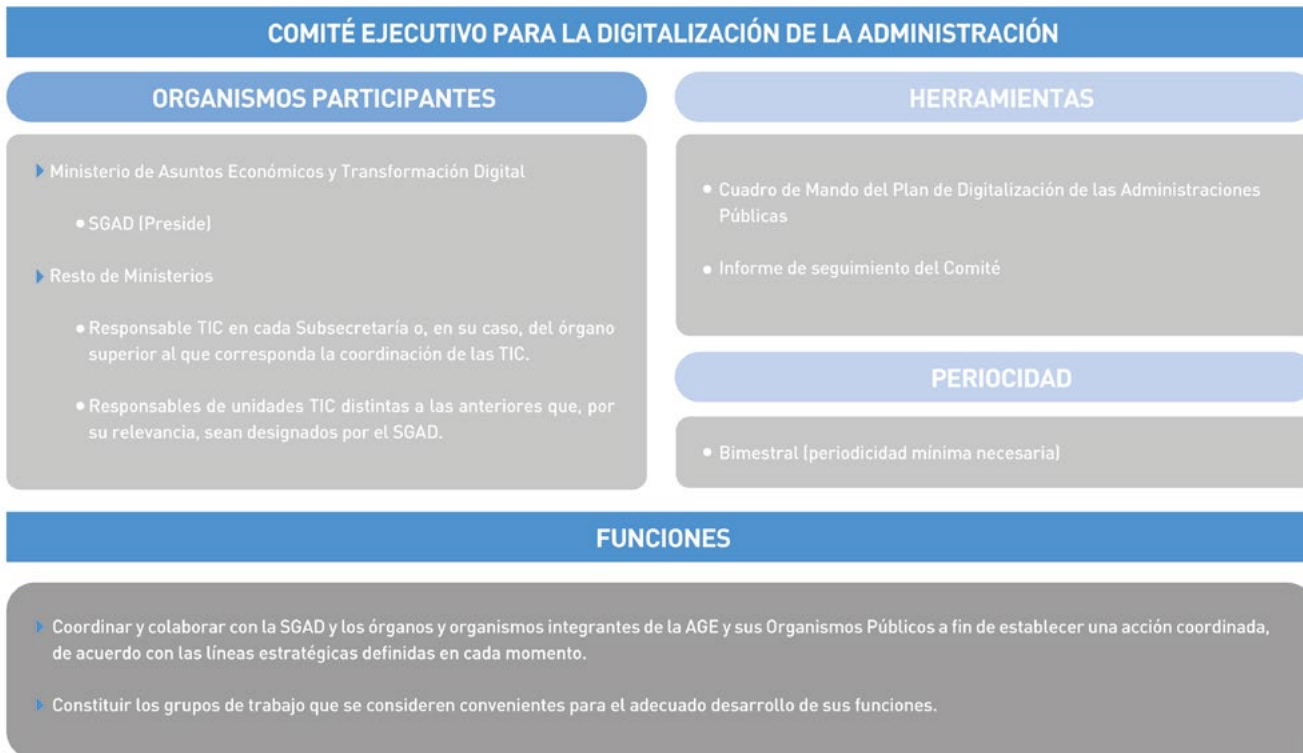 COMITÉ EJECUTIVO PARA LA DIGITALIZACIÓN DE LA ADMINISTRACIÓN
ORGANISMOS PARTICIPANTES
Ministerio de Asuntos Económicos y Transformación Digital
SGAD (Preside)
Resto de Ministerios
Responsable TIC en cada Subsecretaría o, en su caso, del órgano
superior al que corresponda la coordinación de las TIC.
Responsables de unidades TIC distintas a las anteriores que, por
su relevancia, sean designados por el SGAD.
HERRAMIENTAS
Cuadro de Mando del Plan de Digitalización de las Administraciones
Públicas
Informe de seguimiento del Comité
PERIOCIDAD
Bimestral (periodicidad mínima necesaria)
FUNCIONES
Coordinar y colaborar con la SGAD y los órganos y organismos integrantes de la AGE y sus Organismos Públicos a fin de establecer una acción coordinada,
de acuerdo con las líneas estratégicas definidas en cada momento.
Constituir los grupos de trabajo que se consideren convenientes para el adecuado desarrollo de sus funciones.